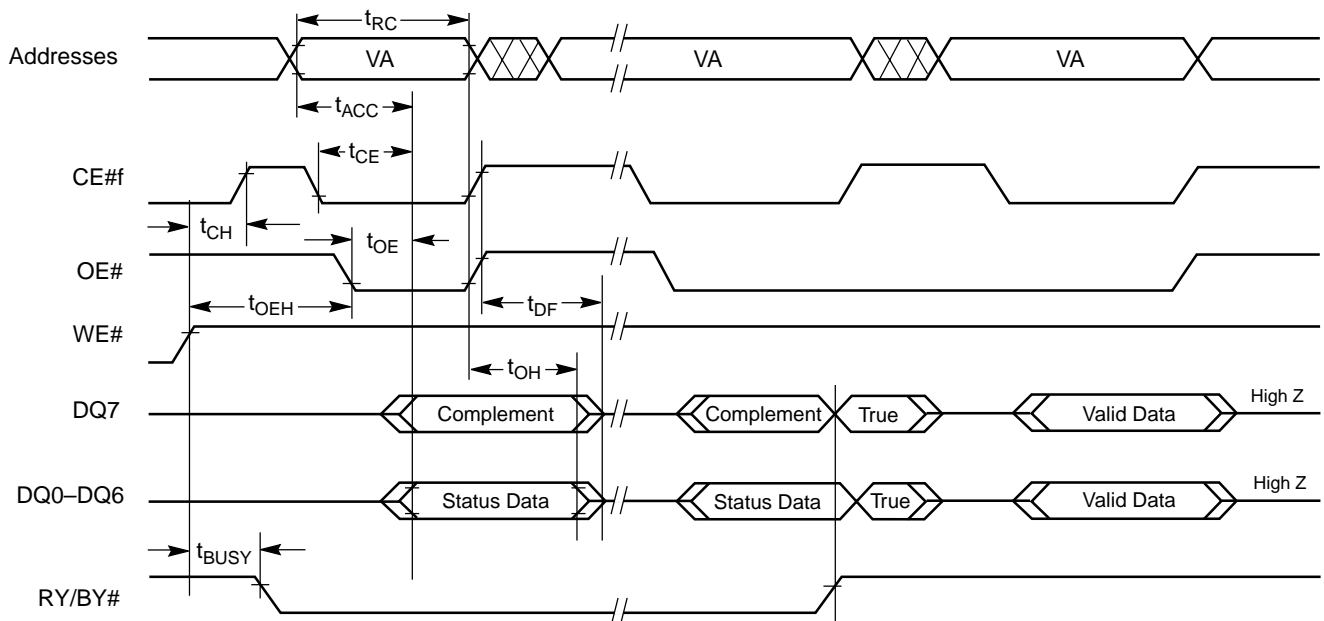 tRC
Addresses VA VA VA
tACC
tCE
CE#f
tCH tOE
OE#
tOEH tDF
WE#
tOH
DQ7 Complement Complement True Valid Data High Z
DQ0–DQ6 Status Data Status Data True Valid Data High Z
tBUSY
RY/BY#